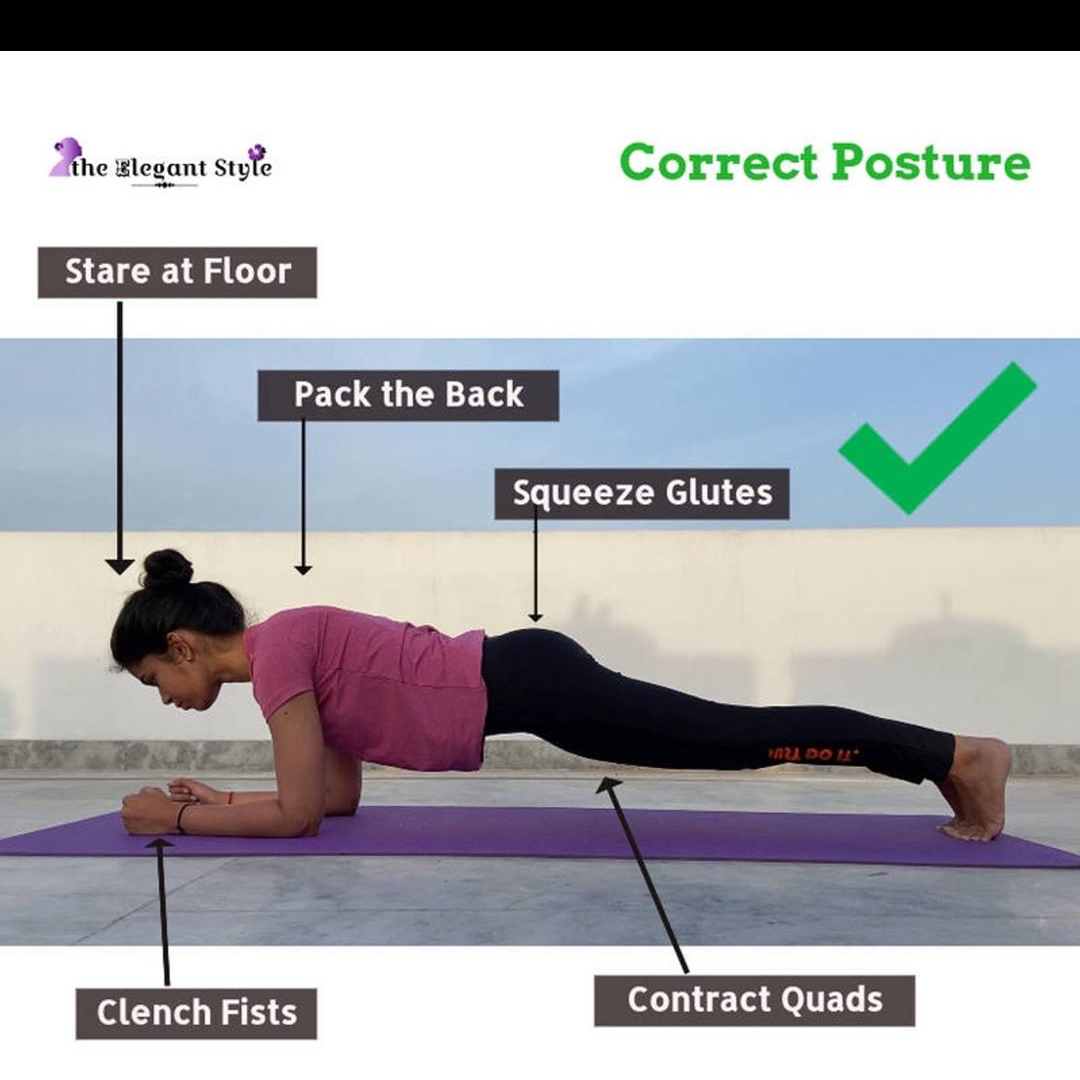 the Elegant Style
Correct Posture
Stare at Floor
Pack the Back
Squeeze Glutes
Clench Fists
Contract Quads